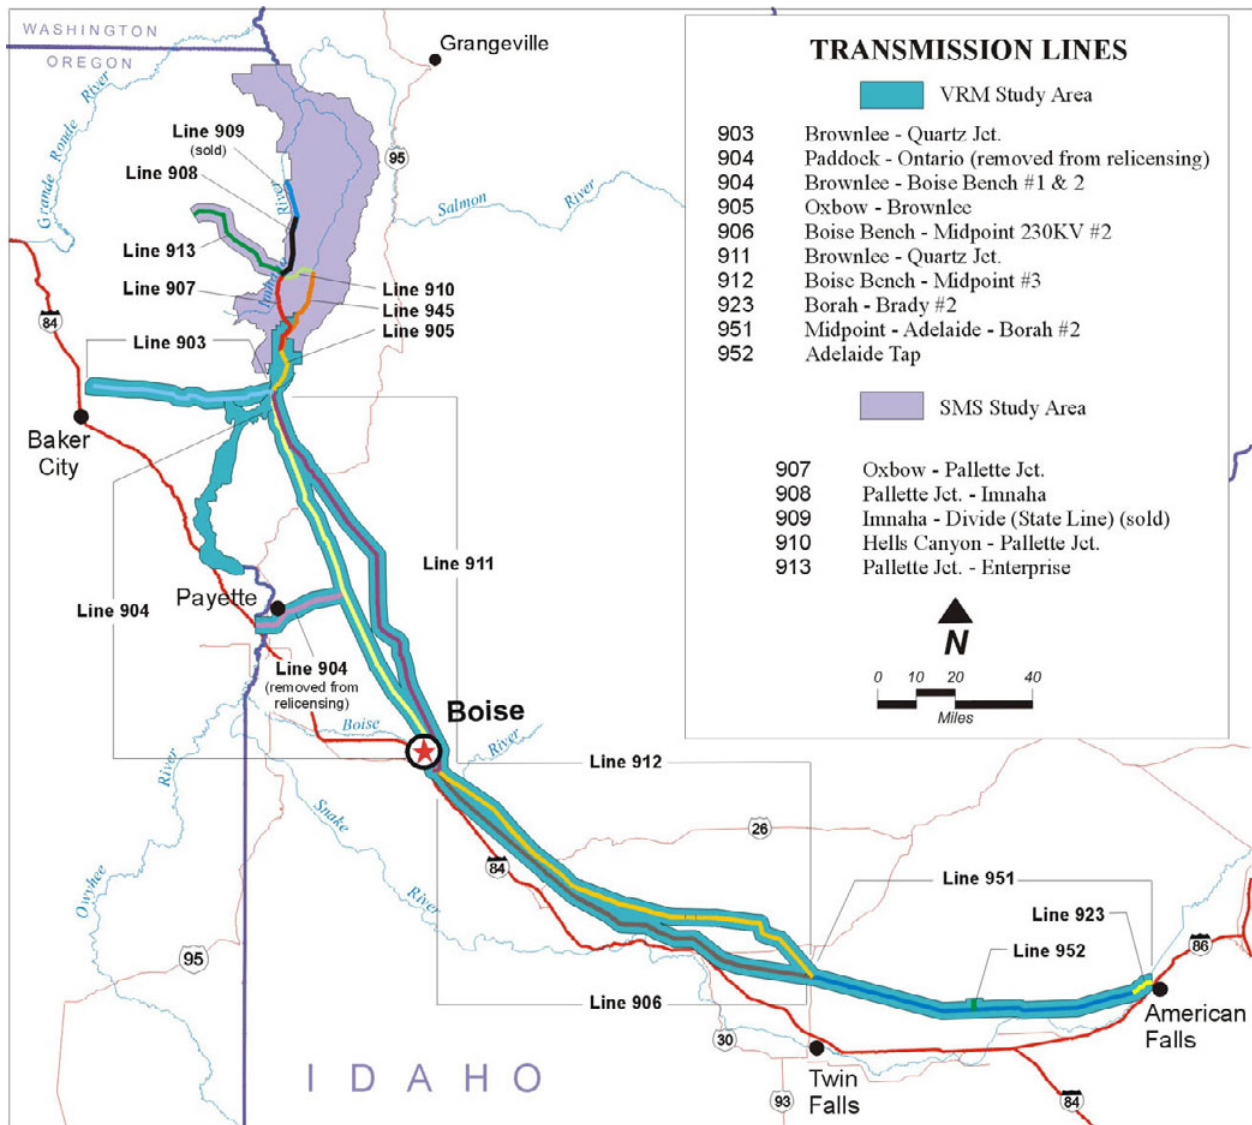 WASHINGTON
OREGON
Grangeville
Grande Ronde River
Line 909
(sold)
Line 908
95
River
Salmon River
Line 913
Imnaha
Line 907
Line 910
Line 945
Line 905
84
Line 903
Baker
City
Line 911
Line 904
Payette
Line 904
(removed from
relicensing)
Boise
Boise
River
Line 912
River
Snake
River
Owyhee
84
26
95
Line 951
Line 923
Line 952
86
Line 906
American
Falls
30
Twin
Falls
93
84
IDAHO
TRANSMISSION LINES
VRM Study Area
903 Brownlee - Quartz Jct.
904 Paddock - Ontario (removed from relicensing)
904 Brownlee - Boise Bench #1 & 2
905 Oxbow - Brownlee
906 Boise Bench - Midpoint 230KV #2
911 Brownlee - Quartz Jct.
912 Boise Bench - Midpoint #3
923 Borah - Brady #2
951 Midpoint - Adelaide - Borah #2
952 Adelaide Tap
SMS Study Area
907 Oxbow - Pallette Jct.
908 Pallette Jct. - Imnaha
909 Imnaha - Divide (State Line) (sold)
910 Hells Canyon - Pallette Jct.
913 Pallette Jct. - Enterprise
N
0 10 20 40
Miles